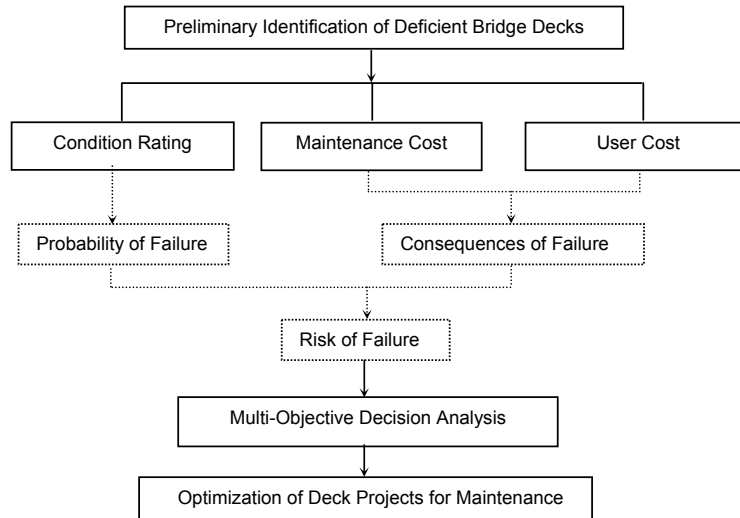 Preliminary Identification of Deficient Bridge Decks
Condition Rating
Maintenance Cost
User Cost
Probability of Failure
Consequences of Failure
Risk of Failure
Multi-Objective Decision Analysis
Optimization of Deck Projects for Maintenance